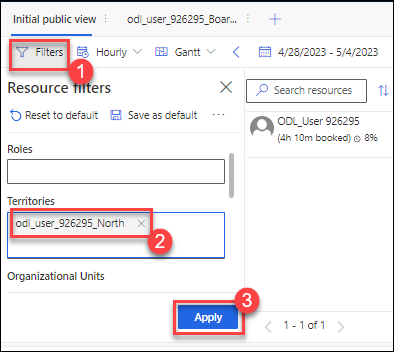 Initial public view
odl_user_926295_Boar...
Filters
Hourly
Gantt
4/28/2023 - 5/4/2023
1
Resource filters
Search resources
Reset to default
Save as default
...
ODL_User 926295
(4h 10m booked) 8%
Roles
Territories
odl_user_926295_North
2
Organizational Units
3
Apply
1 - 1 of 1